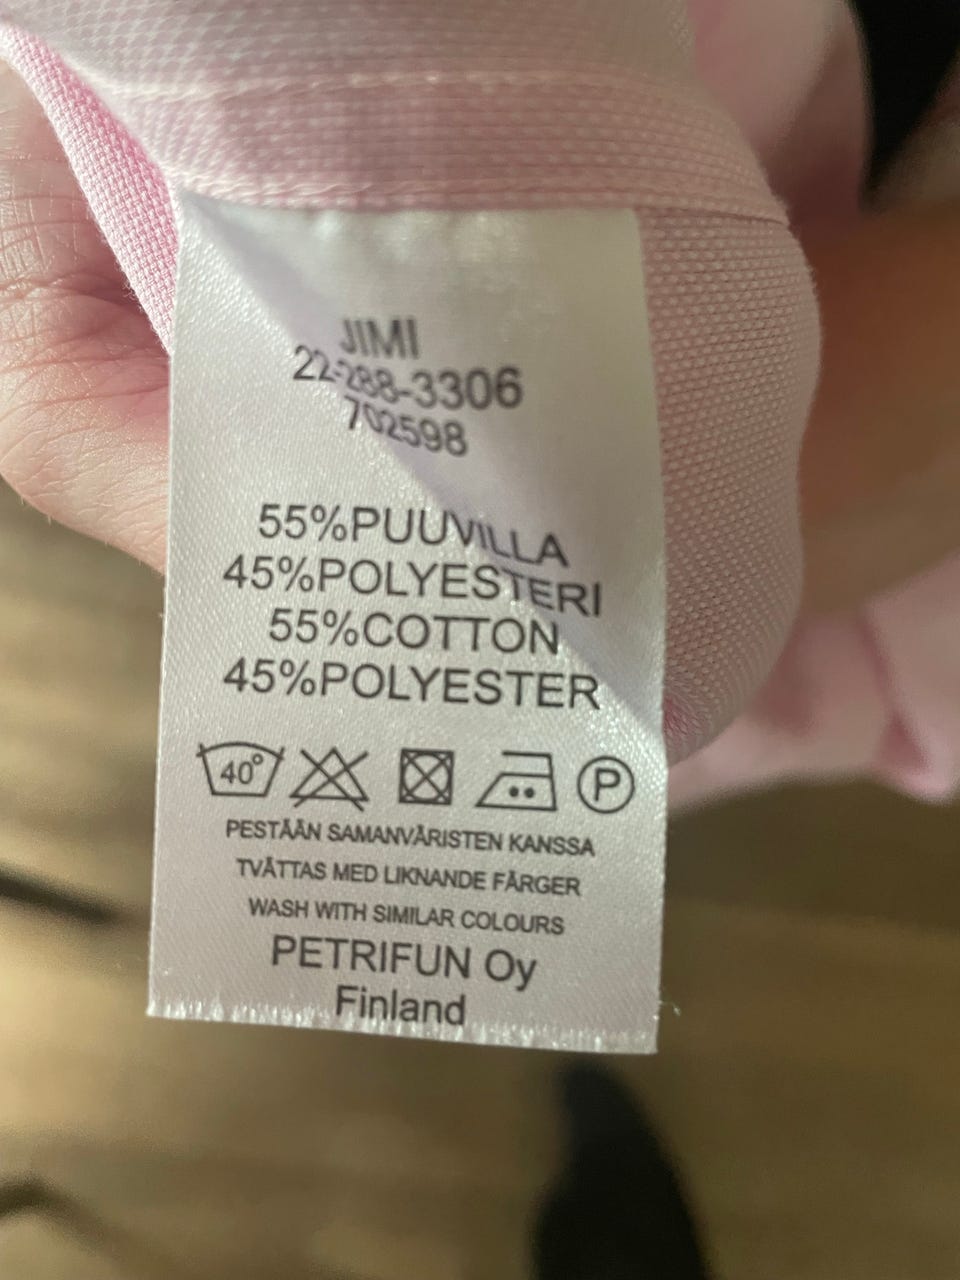 JIMI
22-288-3306
702598
55%PUUVILLA
45%POLYESTERI
55%COTTON
45%POLYESTER
40° P
PESTÄÄN SAMANVÄRISTEN KANSSA
TVÄTTAS MED LIKNANDE FÄRGER
WASH WITH SIMILAR COLOURS
PETRIFUN Oy
Finland